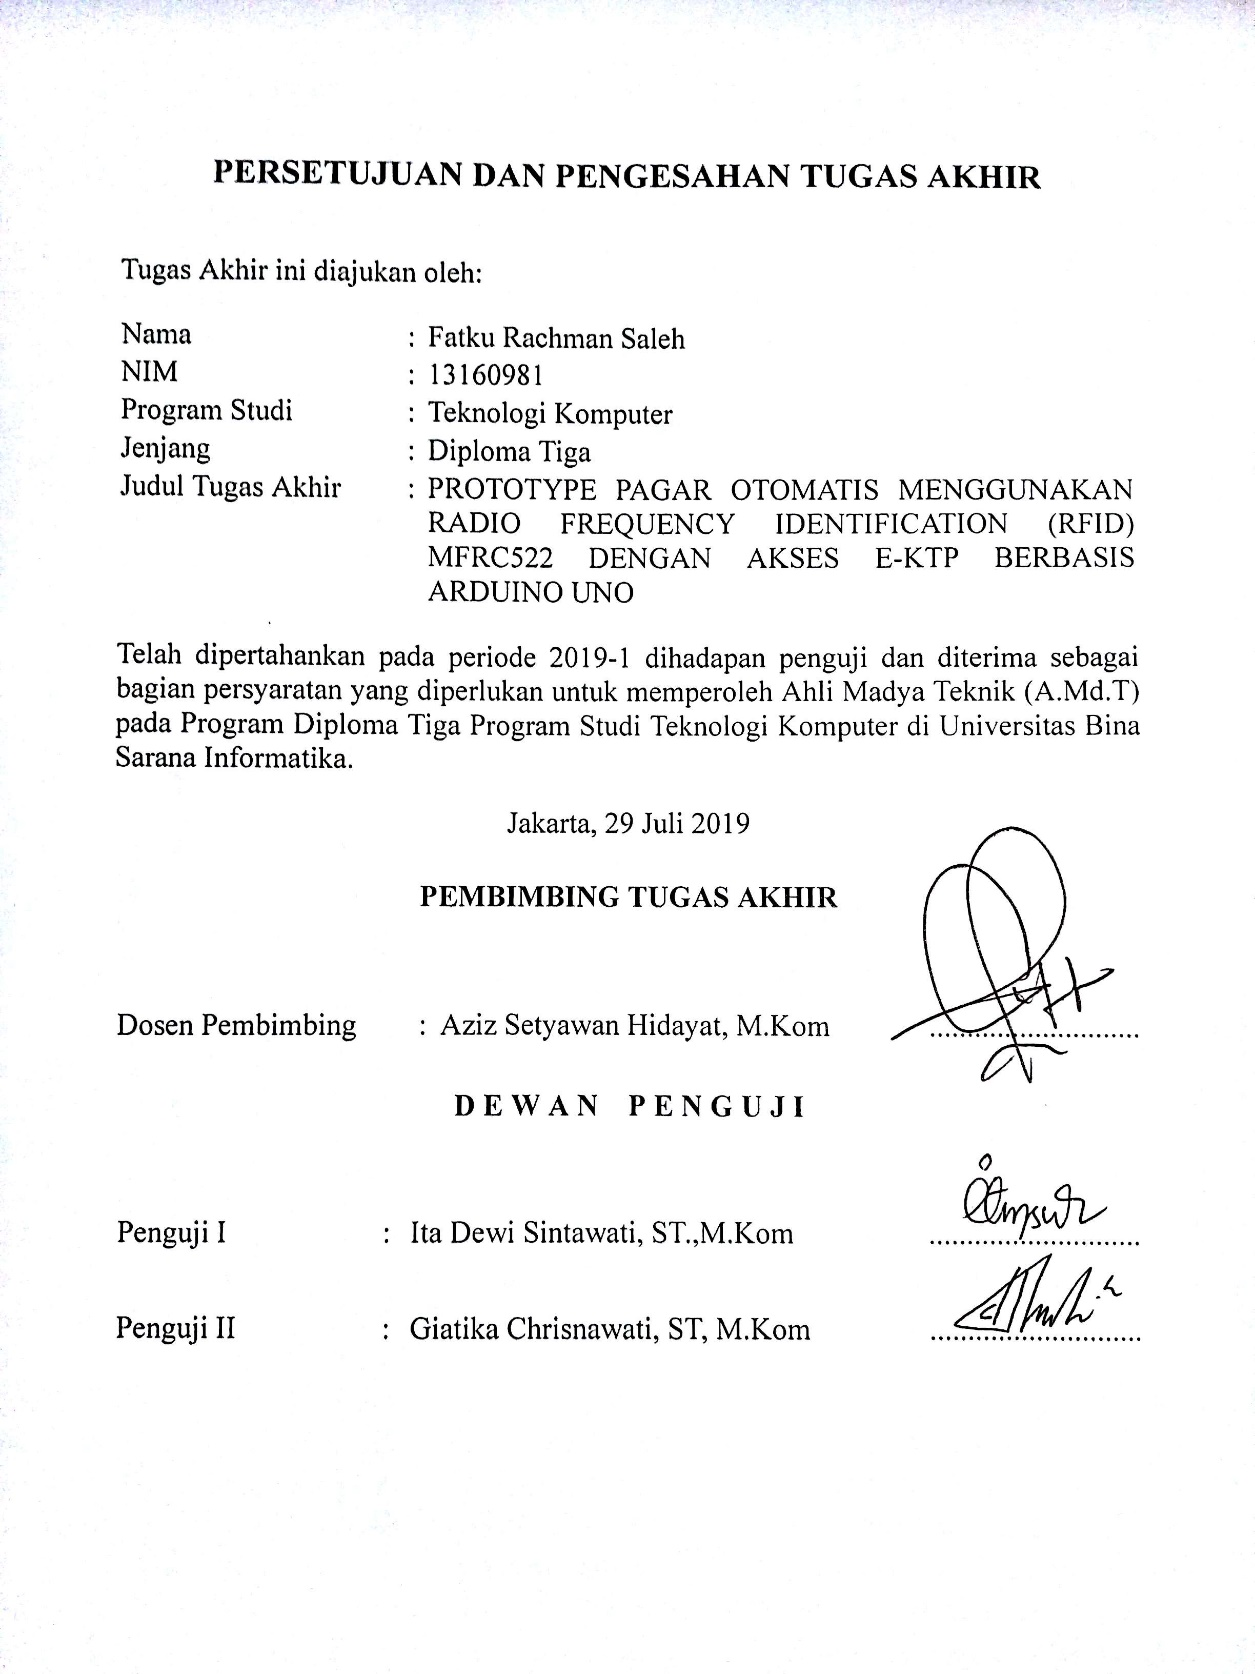 PERSETUJUAN DAN PENGESAHAN TUGAS AKHIR
Tugas Akhir ini diajukan oleh:
Nama : Fatku Rachman Saleh
NIM : 13160981
Program Studi : Teknologi Komputer
Jenjang : Diploma Tiga
Judul Tugas Akhir : PROTOTYPE PAGAR OTOMATIS MENGGUNAKAN
RADIO FREQUENCY IDENTIFICATION (RFID)
MFRC522 DENGAN AKSES E-KTP BERBASIS
ARDUINO UNO
Telah dipertahankan pada periode 2019-1 dihadapan penguji dan diterima sebagai
bagian persyaratan yang diperlukan untuk memperoleh Ahli Madya Teknik (A.Md.T)
pada Program Diploma Tiga Program Studi Teknologi Komputer di Universitas Bina
Sarana Informatika.
Jakarta, 29 Juli 2019
PEMBIMBING TUGAS AKHIR
Dosen Pembimbing : Aziz Setyawan Hidayat, M.Kom ............................
D E W A N P E N G U J I
Penguji I : Ita Dewi Sintawati, ST.,M.Kom ............................
Penguji II : Giatika Chrisnawati, ST, M.Kom ............................